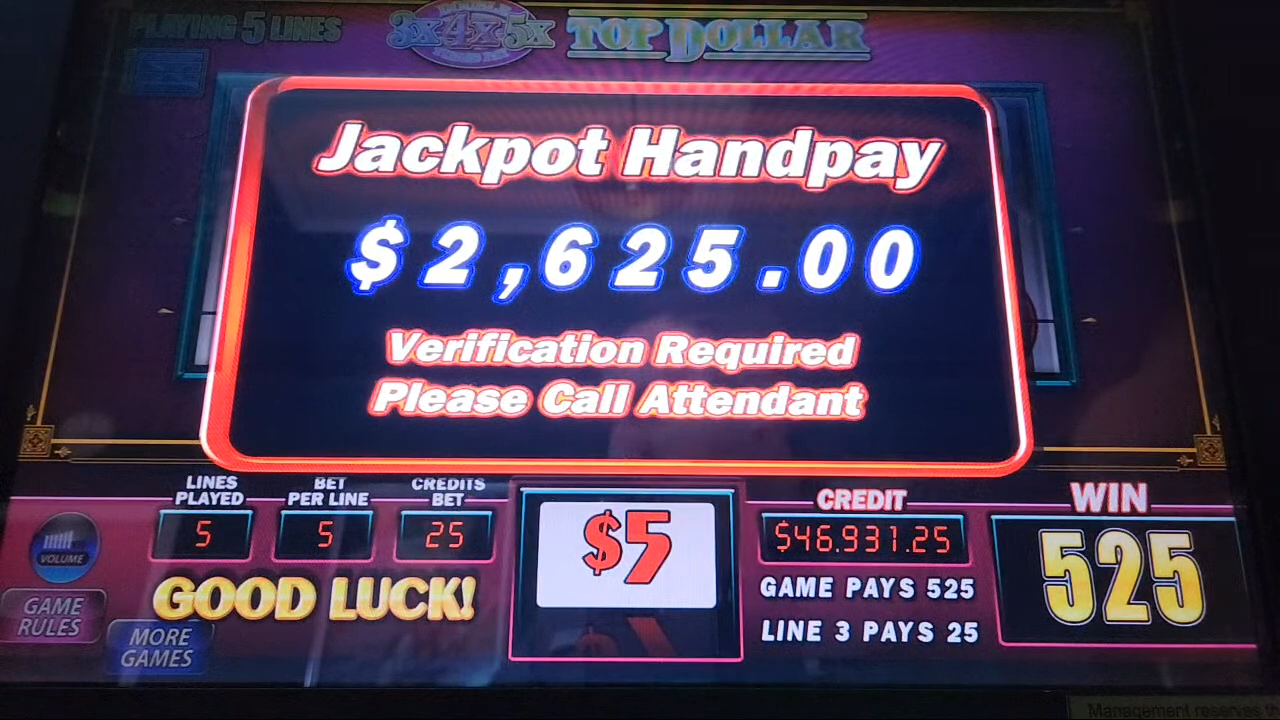 PLAYING 5 LINES
DOUBLE
3x4x5x
TOP DOLLAR
Jackpot Handpay
$2,625.00
Verification Required
Please Call Attendant
LINES PLAYED
BET PER LINE
CREDITS BET
CREDIT
WIN
5
5
25
$5
$46,931.25
525
VOLUME
GOOD LUCK!
GAME PAYS 525
LINE 3 PAYS 25
GAME RULES
MORE GAMES
Management reserves